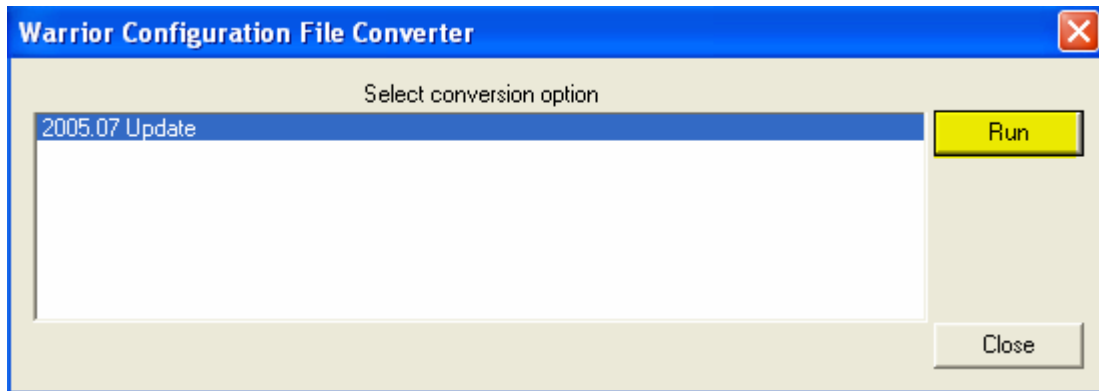 Warrior Configuration File Converter
Select conversion option
2005.07 Update
Run
Close